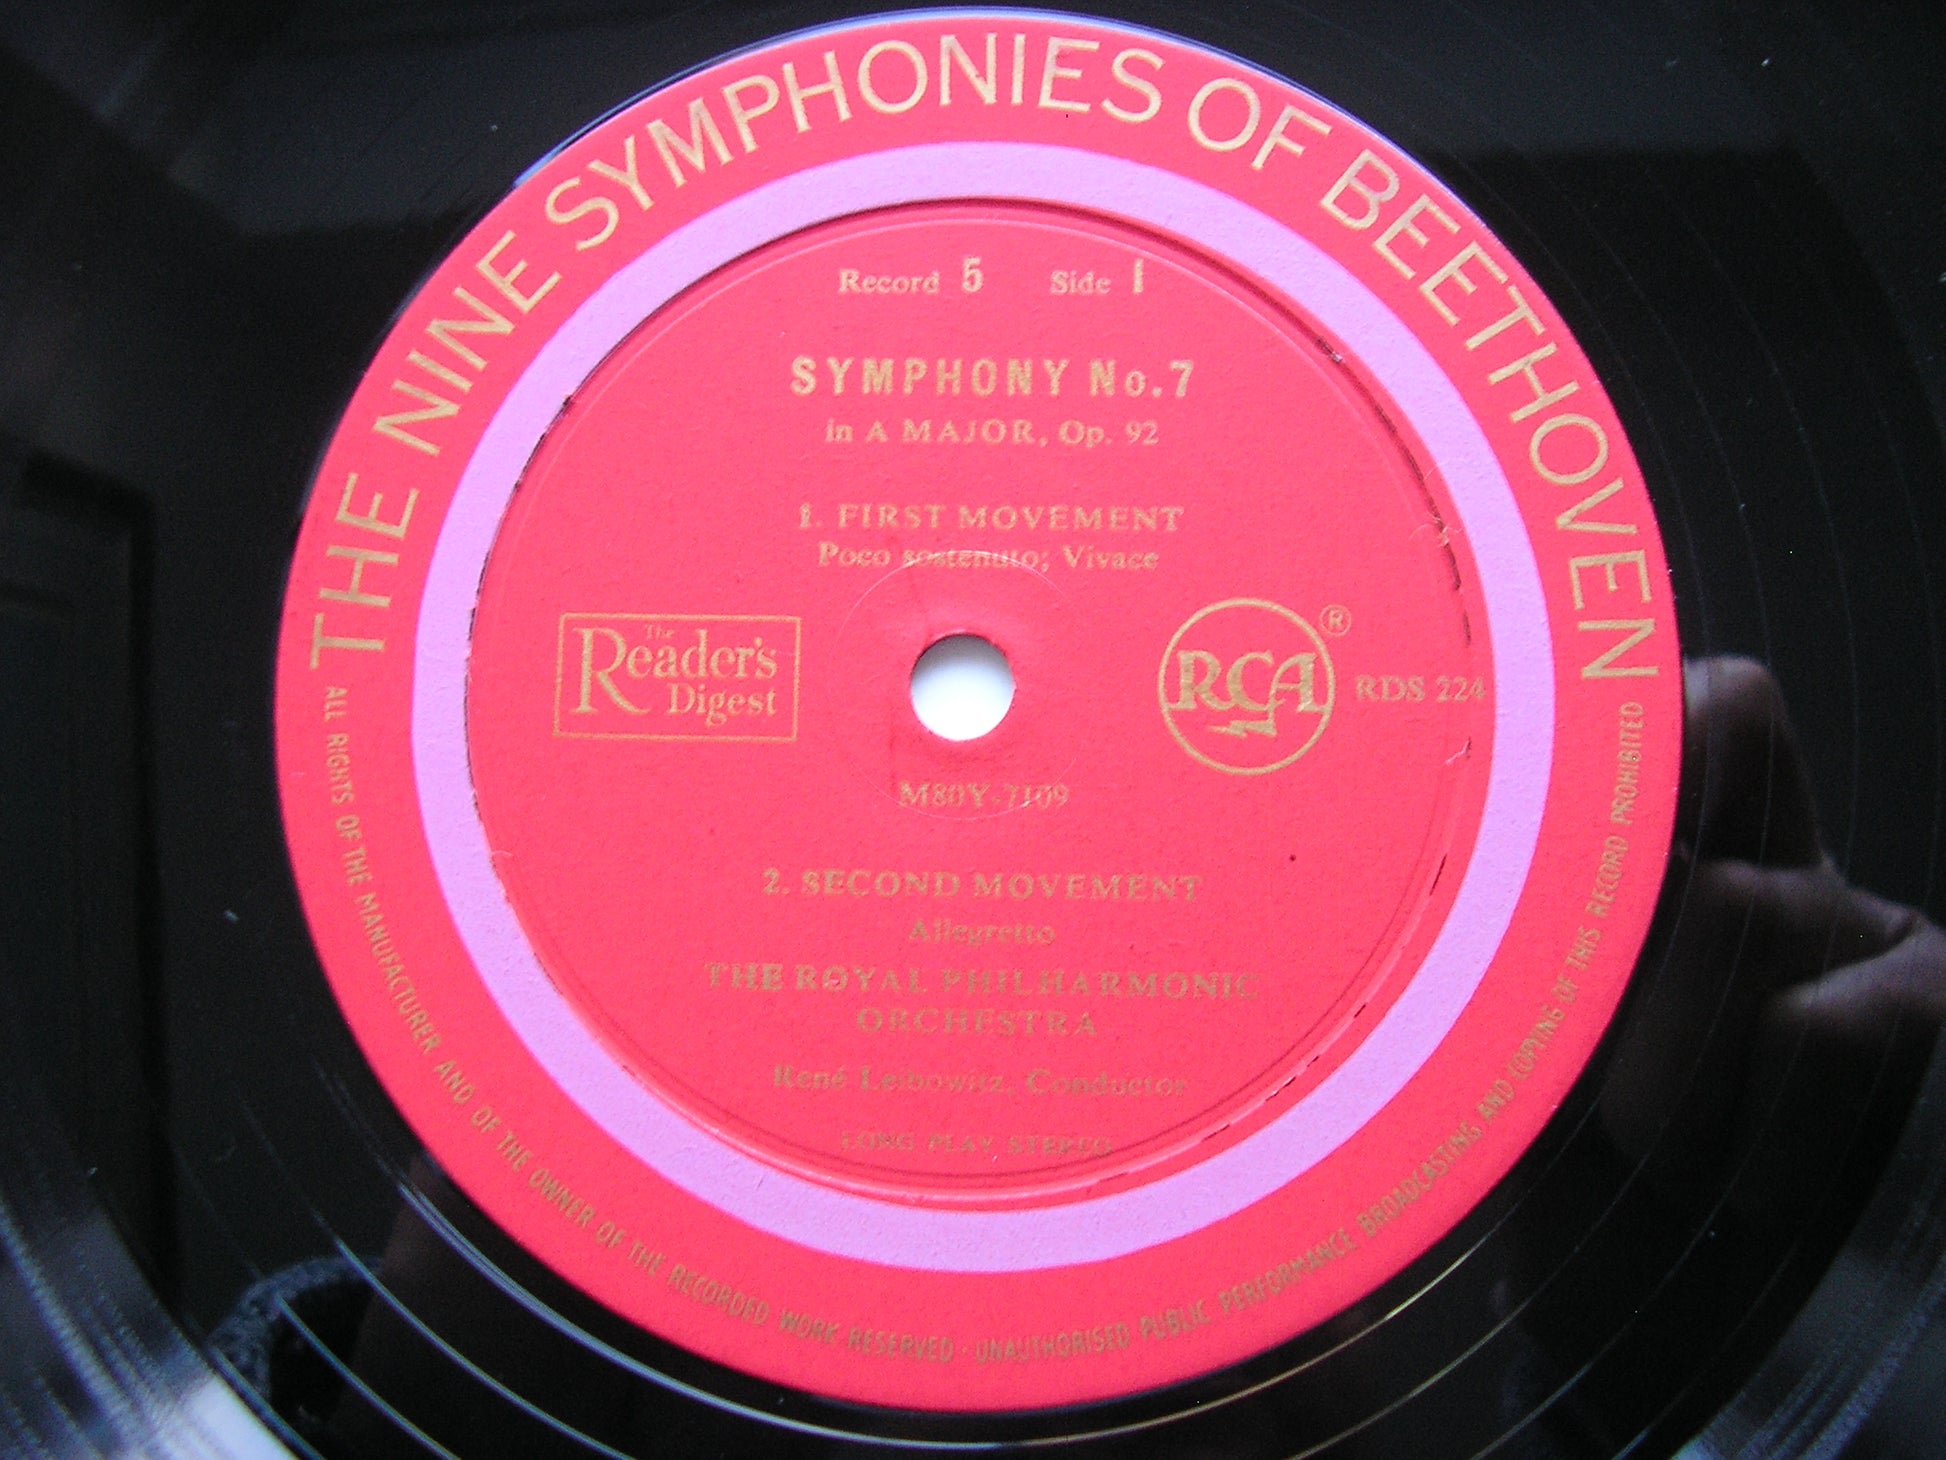 THE NINE SYMPHONIES OF BEETHOVEN
Record 5 Side 1
SYMPHONY No.7
in A MAJOR, Op. 92
1. FIRST MOVEMENT
Poco sostenuto; Vivace
The
Reader's
Digest
RCA ®
RDS 224
M80Y-7109
2. SECOND MOVEMENT
Allegretto
THE ROYAL PHILHARMONIC
ORCHESTRA
René Leibowitz, Conductor
LONG PLAY STEREO
ALL RIGHTS OF THE MANUFACTURER AND OF THE OWNER OF THE RECORDED WORK RESERVED · UNAUTHORISED PUBLIC PERFORMANCE BROADCASTING AND COPYING OF THIS RECORD PROHIBITED